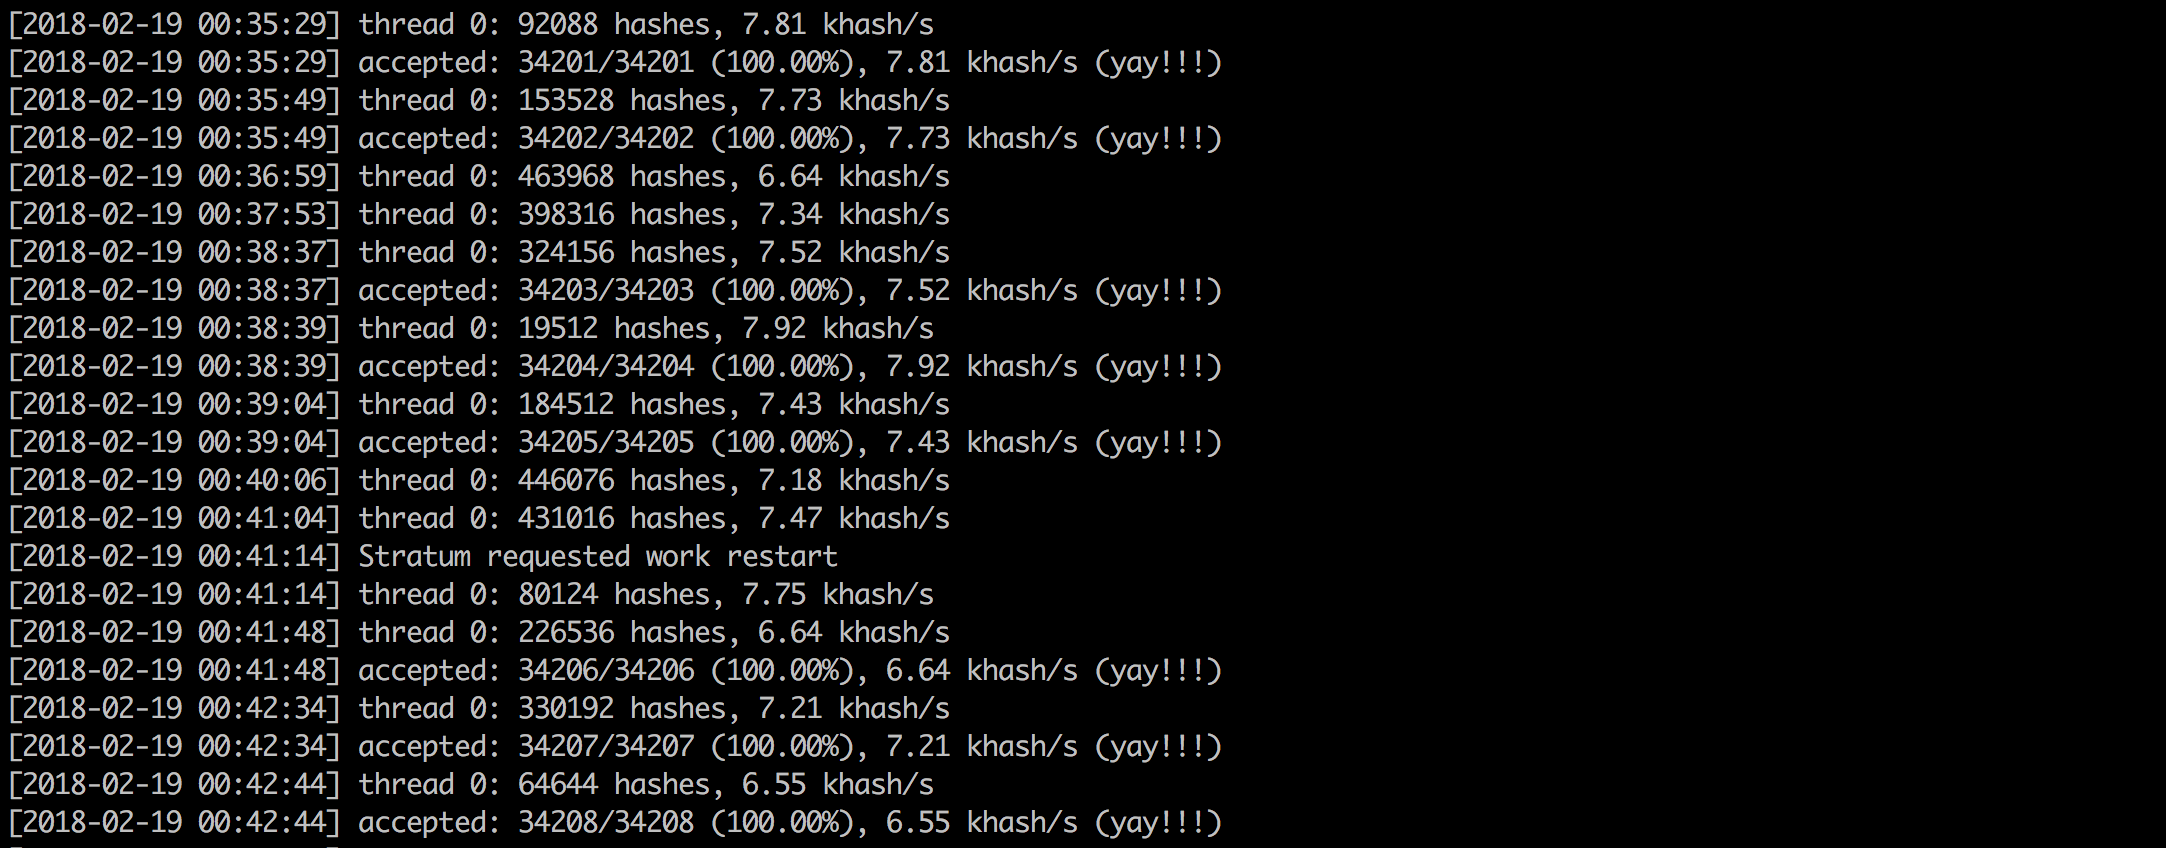 [2018-02-19 00:35:29] thread 0: 92088 hashes, 7.81 khash/s
[2018-02-19 00:35:29] accepted: 34201/34201 (100.00%), 7.81 khash/s (yay!!!)
[2018-02-19 00:35:49] thread 0: 153528 hashes, 7.73 khash/s
[2018-02-19 00:35:49] accepted: 34202/34202 (100.00%), 7.73 khash/s (yay!!!)
[2018-02-19 00:36:59] thread 0: 463968 hashes, 6.64 khash/s
[2018-02-19 00:37:53] thread 0: 398316 hashes, 7.34 khash/s
[2018-02-19 00:38:37] thread 0: 324156 hashes, 7.52 khash/s
[2018-02-19 00:38:37] accepted: 34203/34203 (100.00%), 7.52 khash/s (yay!!!)
[2018-02-19 00:38:39] thread 0: 19512 hashes, 7.92 khash/s
[2018-02-19 00:38:39] accepted: 34204/34204 (100.00%), 7.92 khash/s (yay!!!)
[2018-02-19 00:39:04] thread 0: 184512 hashes, 7.43 khash/s
[2018-02-19 00:39:04] accepted: 34205/34205 (100.00%), 7.43 khash/s (yay!!!)
[2018-02-19 00:40:06] thread 0: 446076 hashes, 7.18 khash/s
[2018-02-19 00:41:04] thread 0: 431016 hashes, 7.47 khash/s
[2018-02-19 00:41:14] Stratum requested work restart
[2018-02-19 00:41:14] thread 0: 80124 hashes, 7.75 khash/s
[2018-02-19 00:41:48] thread 0: 226536 hashes, 6.64 khash/s
[2018-02-19 00:41:48] accepted: 34206/34206 (100.00%), 6.64 khash/s (yay!!!)
[2018-02-19 00:42:34] thread 0: 330192 hashes, 7.21 khash/s
[2018-02-19 00:42:34] accepted: 34207/34207 (100.00%), 7.21 khash/s (yay!!!)
[2018-02-19 00:42:44] thread 0: 64644 hashes, 6.55 khash/s
[2018-02-19 00:42:44] accepted: 34208/34208 (100.00%), 6.55 khash/s (yay!!!)